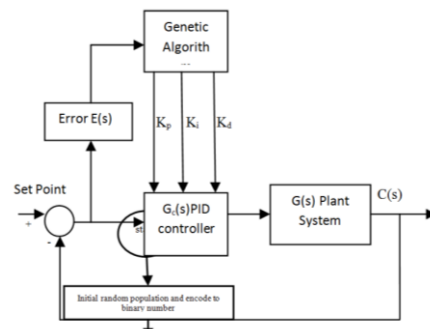 Genetic
Algorith
...
Error E(s)
Kp
Ki
Kd
Set Point
+
-
Gc(s)PID
controller
G(s) Plant
System
C(s)
Initial random population and encode to
binary number